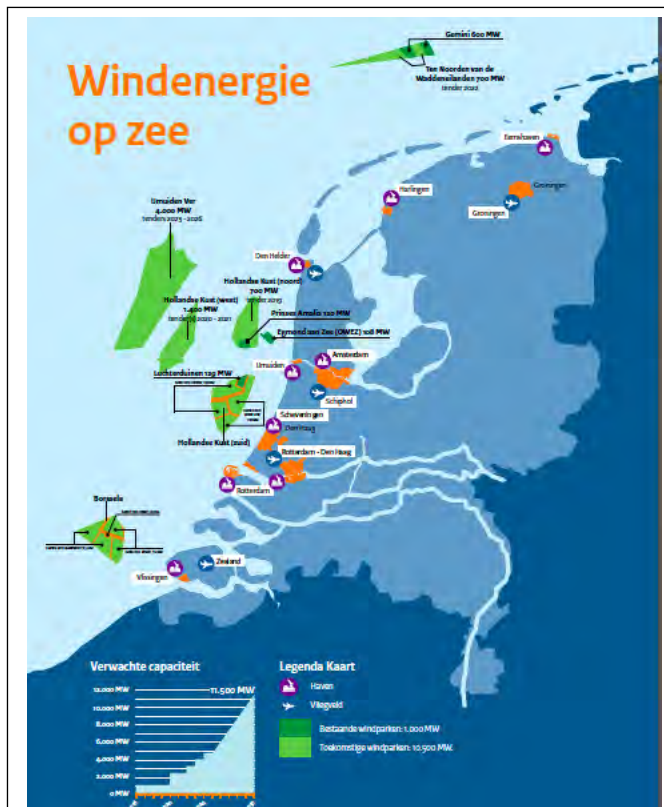 Windenergie
op zee
Gemini 600 MW
Ten Noorden van de
Waddeneilanden 700 MW
tender 2022
Eemshaven
Groningen
Groningen
Harlingen
Den Helder
IJmuiden Ver
4.000 MW
tenders 2023 - 2026
Hollandse Kust (noord)
700 MW
tender 2019
Hollandse Kust (west)
1.400 MW
tender(s) 2020 - 2021
Prinses Amalia 120 MW
Egmond aan Zee (OWEZ) 108 MW
Luchterduinen 129 MW
IJmuiden
Amsterdam
Schiphol
Scheveningen
Den Haag
Hollandse Kust (zuid)
Rotterdam - Den Haag
Rotterdam
Borssele
Vlissingen
Zeeland
Verwachte capaciteit
12.000 MW
10.000 MW
8.000 MW
6.000 MW
4.000 MW
2.000 MW
0 MW
11.500 MW
Legenda Kaart
Haven
Vliegveld
Bestaande windparken: 1.000 MW
Toekomstige windparken: 10.500 MW